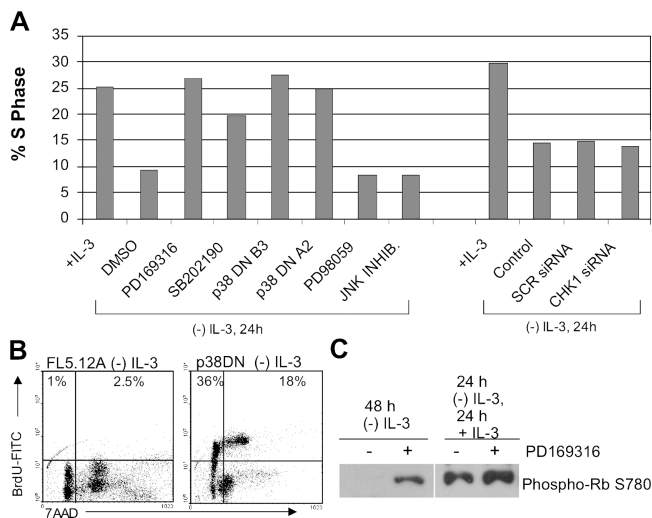 A
35
30
25
20
15
10
5
0
% S Phase
+IL-3
DMSO
PD169316
SB202190
p38 DN B3
p38 DN A2
PD98059
JNK INHIB.
+IL-3
Control
SCR siRNA
CHK1 siRNA
(-) IL-3, 24h
(-) IL-3, 24h
B
FL5.12A (-) IL-3
p38DN (-) IL-3
1%
2.5%
36%
18%
BrdU-FITC
7AAD
1023
0
1023
C
48 h
(-) IL-3
24 h
(-) IL-3,
24 h
+ IL-3
- + - +
PD169316
Phospho-Rb S780